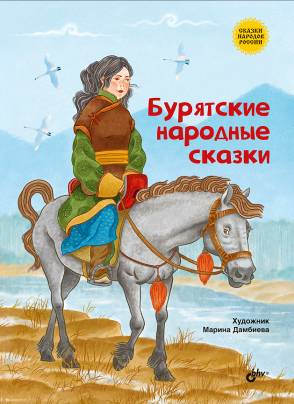 СКАЗКИ
НАРОДОВ
РОССИИ
Бурятские
народные
сказки
Художник
Марина Дамбиева
bhv®